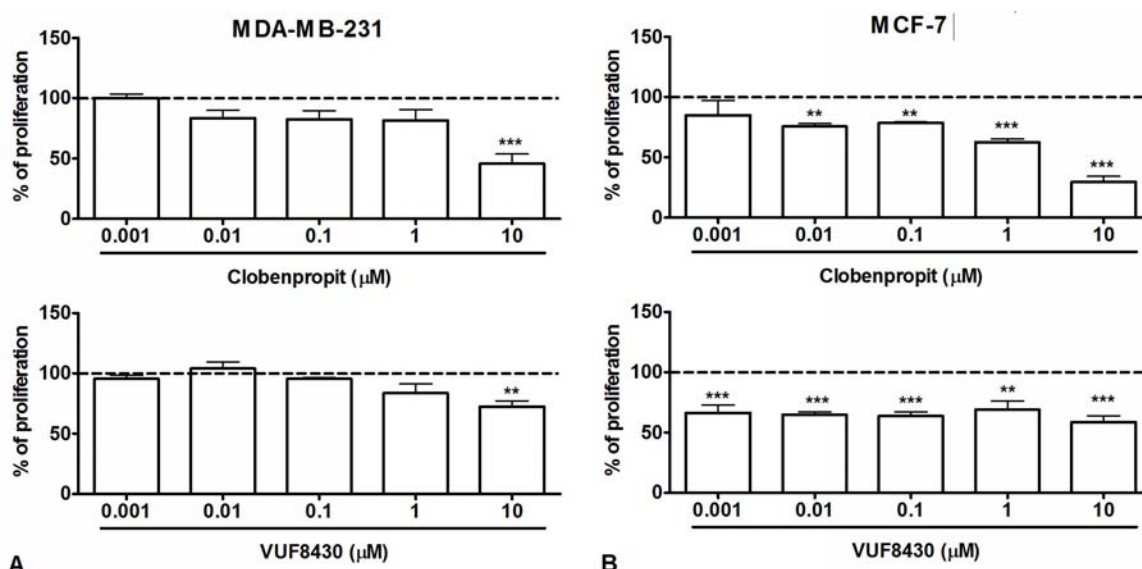 MDA-MB-231
150
100
50
0
% of proliferation
***
0.001 0.01 0.1 1 10
Clobenpropit (μM)
150
100
50
0
% of proliferation
**
0.001 0.01 0.1 1 10
VUF8430 (μM)
A
MCF-7
150
100
50
0
% of proliferation
** ** *** ***
0.001 0.01 0.1 1 10
Clobenpropit (μM)
150
100
50
0
% of proliferation
*** *** *** ** ***
0.001 0.01 0.1 1 10
VUF8430 (μM)
B